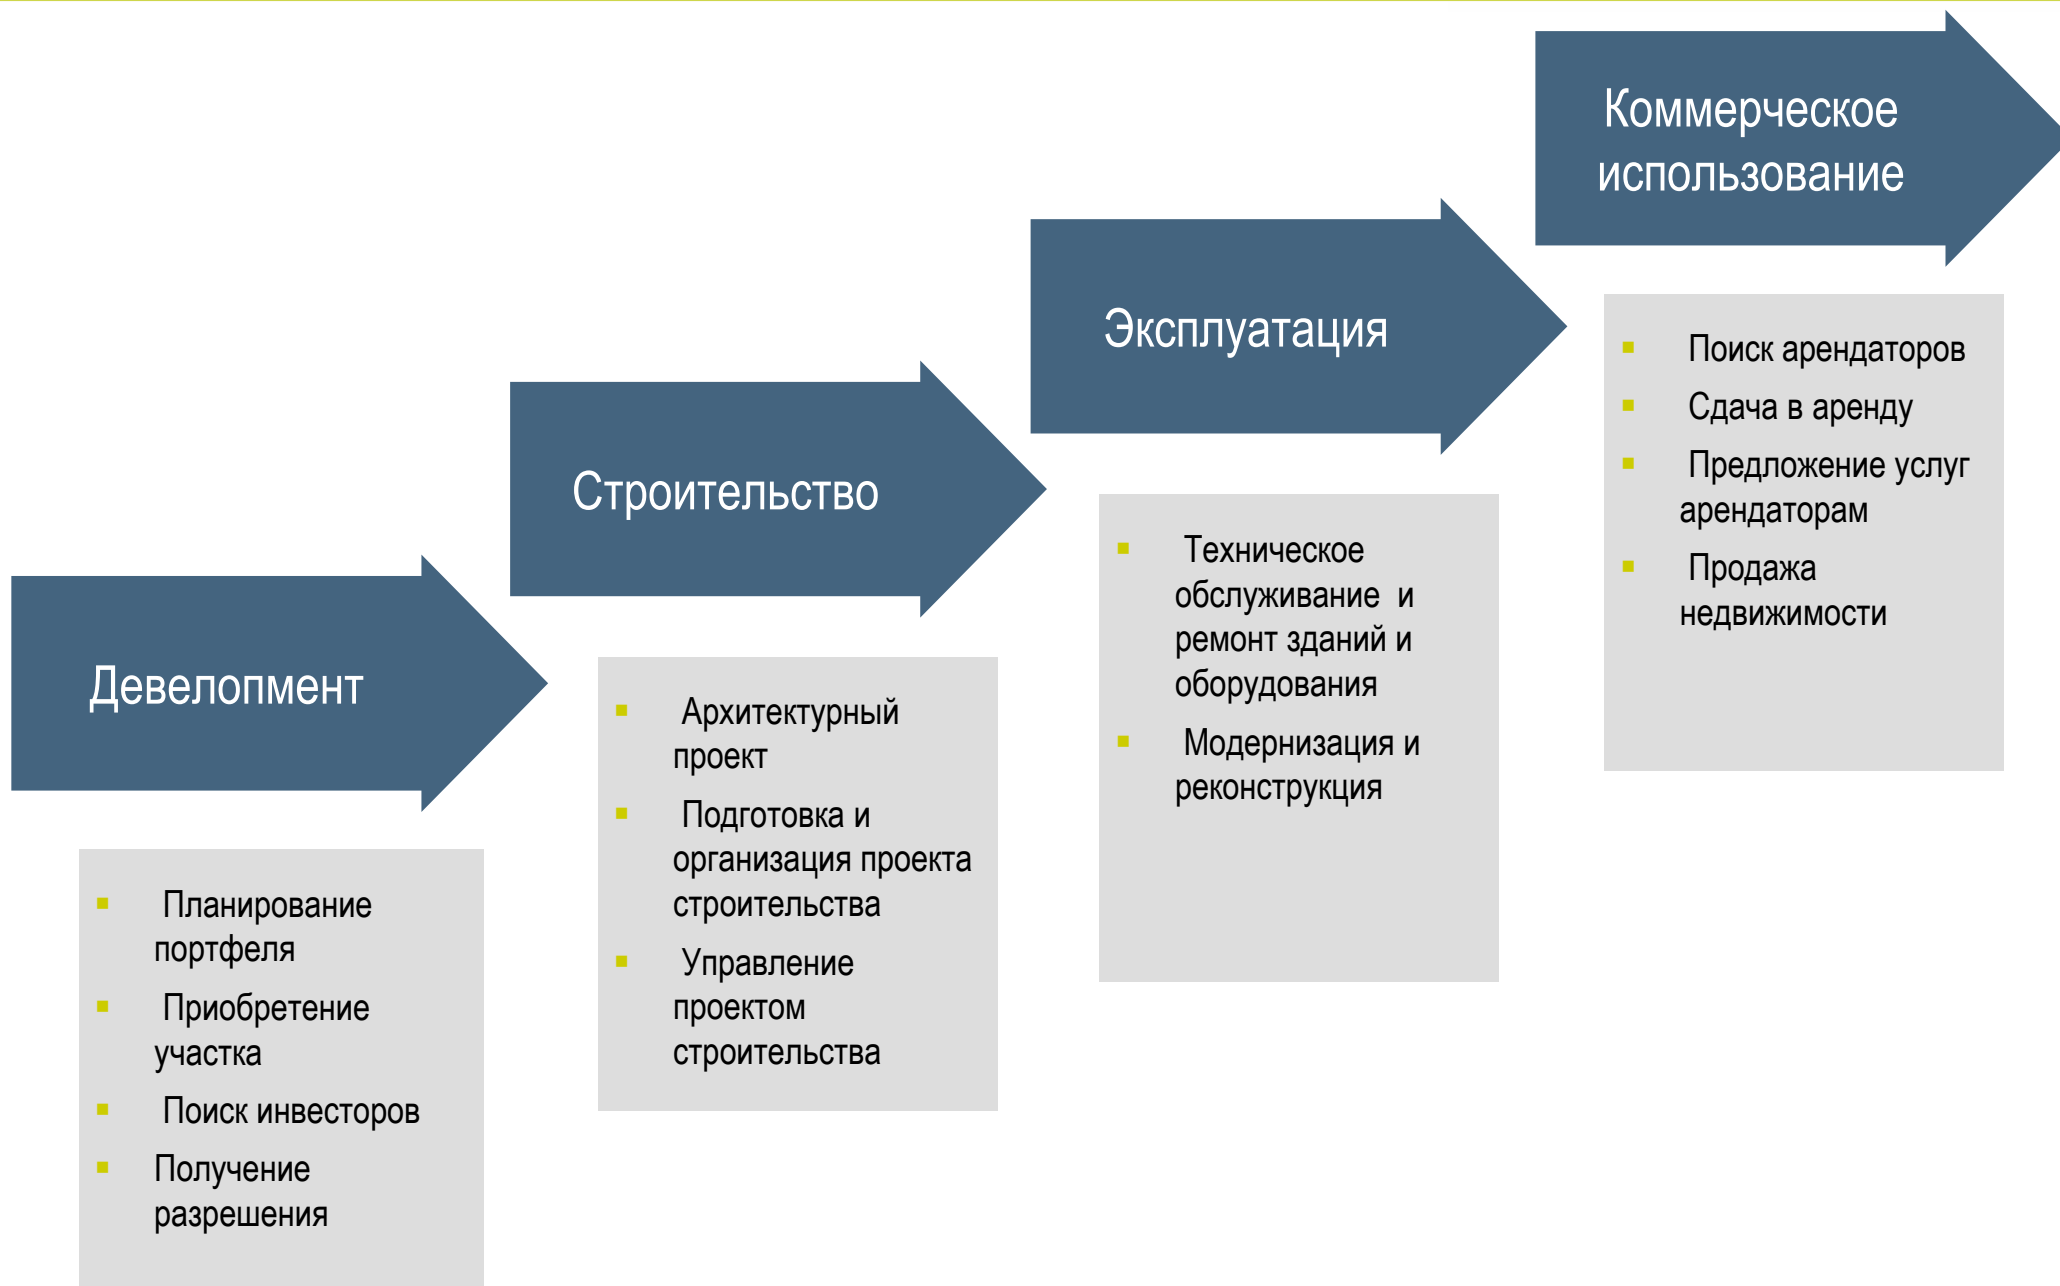 Девелопмент
Планирование
портфеля
Приобретение
участка
Поиск инвесторов
Получение
разрешения
Строительство
Архитектурный
проект
Подготовка и
организация проекта
строительства
Управление
проектом
строительства
Эксплуатация
Техническое
обслуживание и
ремонт зданий и
оборудования
Модернизация и
реконструкция
Коммерческое
использование
Поиск арендаторов
Сдача в аренду
Предложение услуг
арендаторам
Продажа
недвижимости